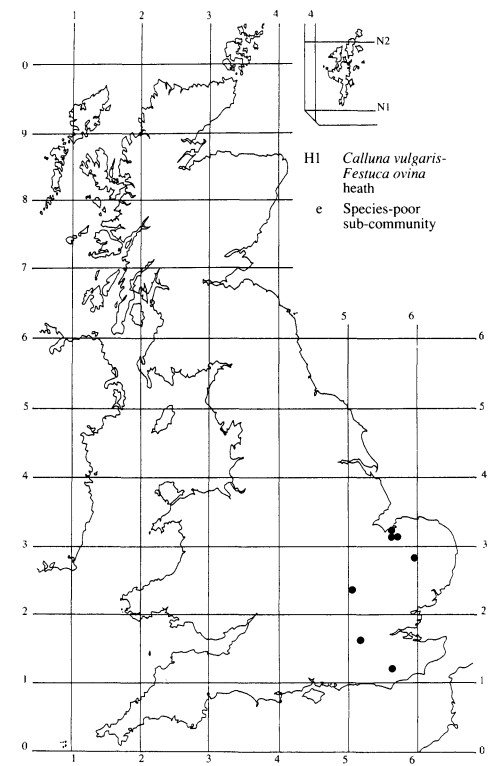 1 2 3 4 4
N2
0
N1
9
H1 Calluna vulgaris-
Festuca ovina
heath
8
e Species-poor
sub-community
7
5 6
6 6
5 5
4 4
3 3
2 2
1 1
0 0
1 2 3 4 5 6